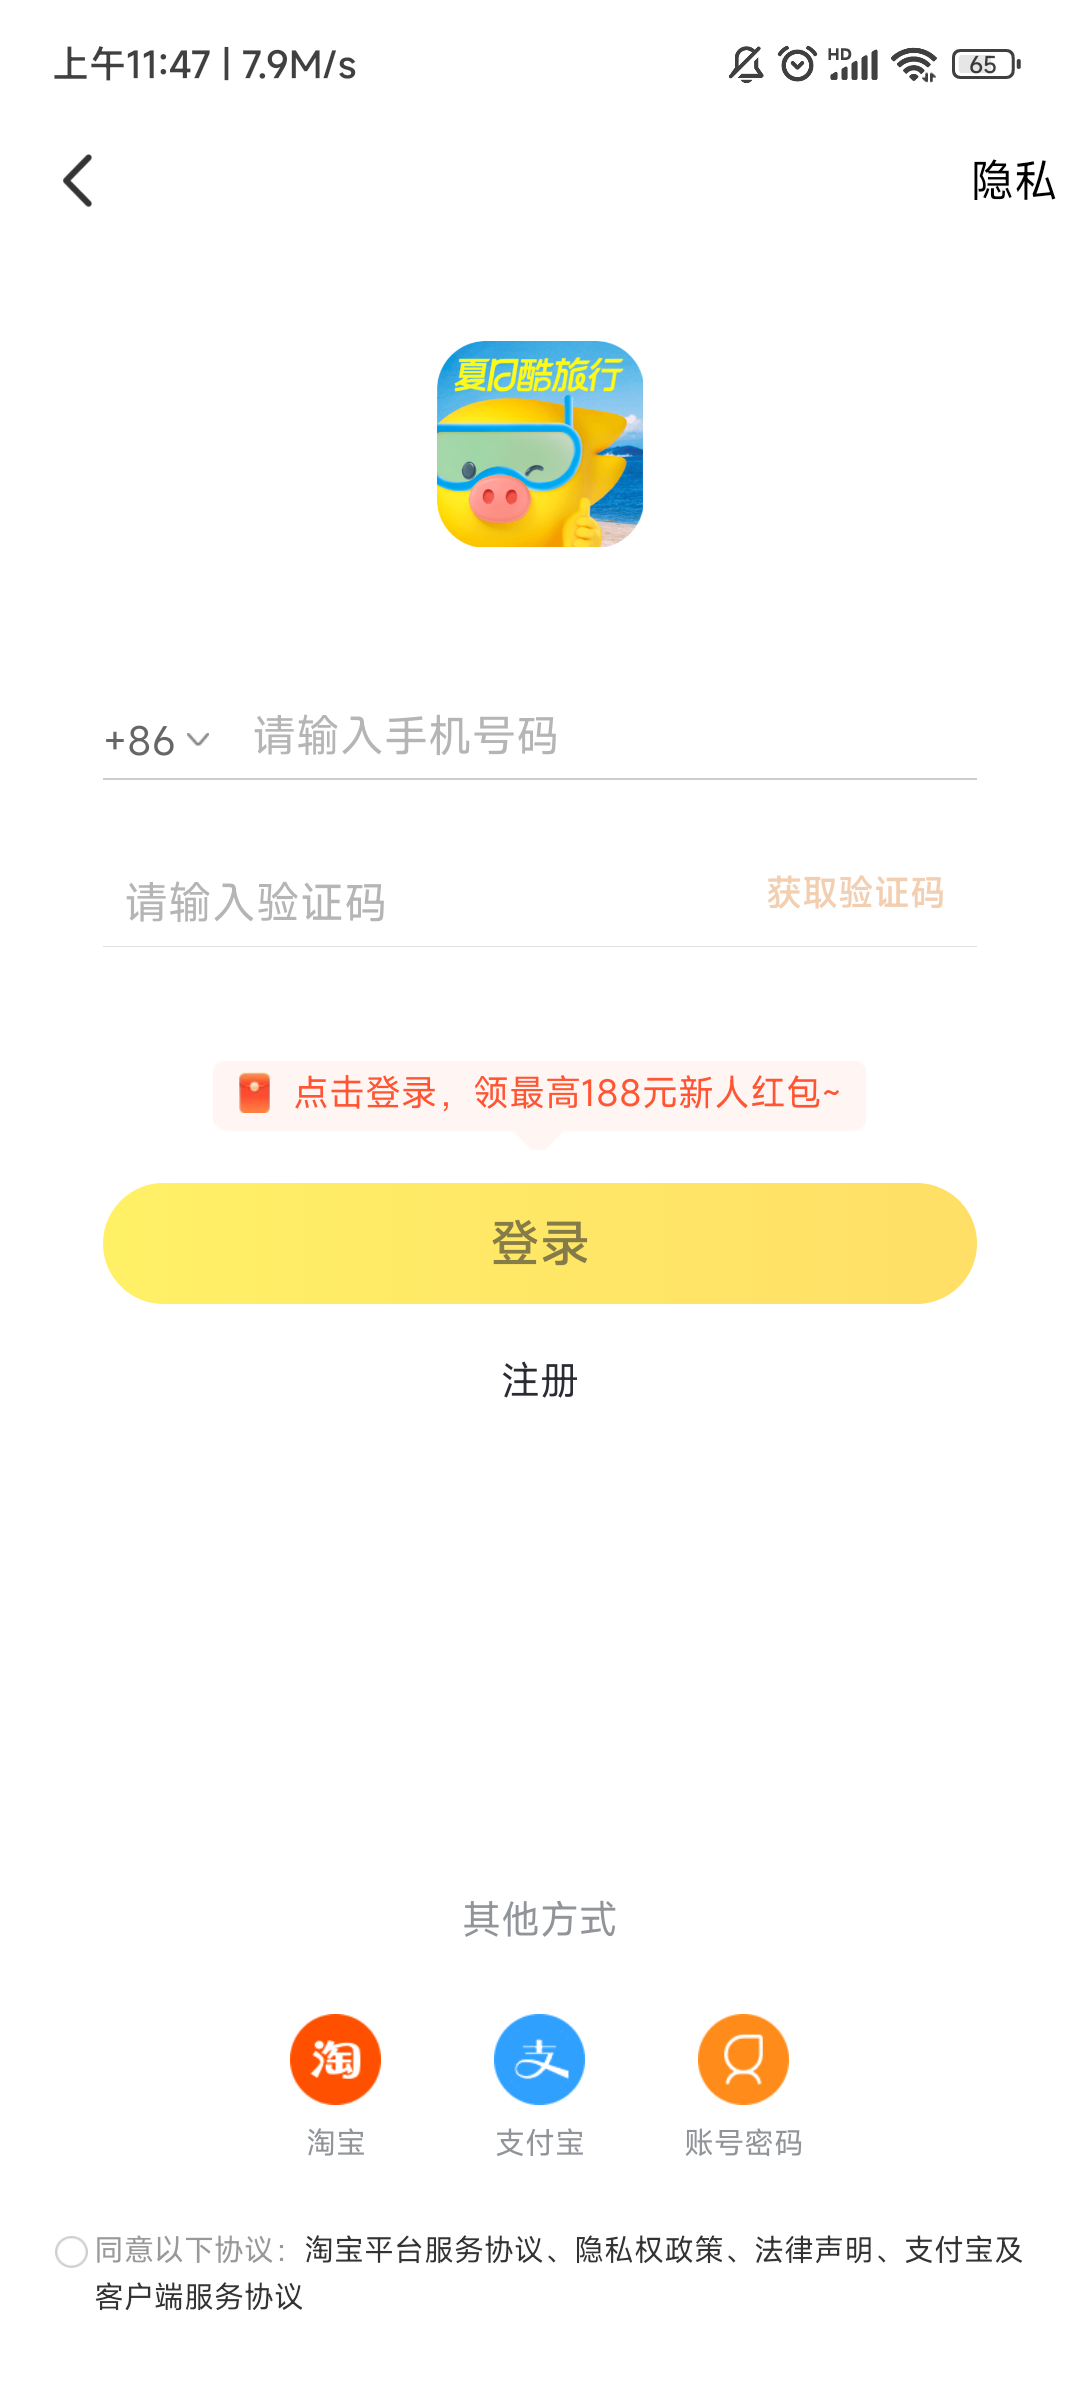 上午11:47 | 7.9M/s
HD
65
隐私
夏日酷旅行
+86 请输入手机号码
请输入验证码 获取验证码
点击登录，领最高188元新人红包~
登录
注册
其他方式
淘 支
淘宝 支付宝 账号密码
同意以下协议：淘宝平台服务协议、隐私权政策、法律声明、支付宝及
客户端服务协议